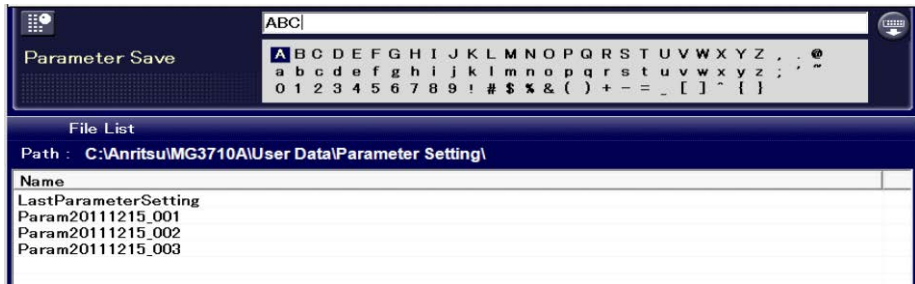 ABC
Parameter Save
A B C D E F G H I J K L M N O P Q R S T U V W X Y Z , . @
a b c d e f g h i j k l m n o p q r s t u v w x y z ; ' ~
0 1 2 3 4 5 6 7 8 9 ! # $ % & ( ) + - = _ [ ] ^ { }
File List
Path : C:\Anritsu\MG3710A\User Data\Parameter Setting\
Name
LastParameterSetting
Param20111215_001
Param20111215_002
Param20111215_003